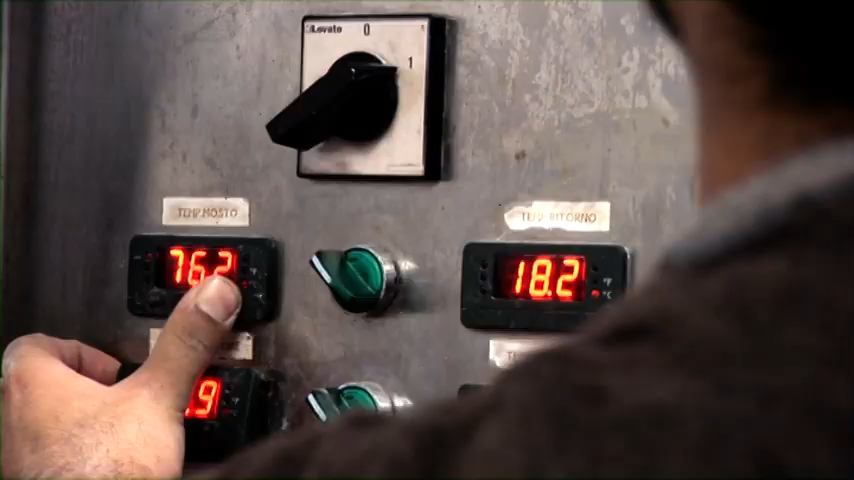 Lovato
0
1
TEMP.MOSTO
TEMP.RITORNO
76.2
18.2
°F
°C
.9